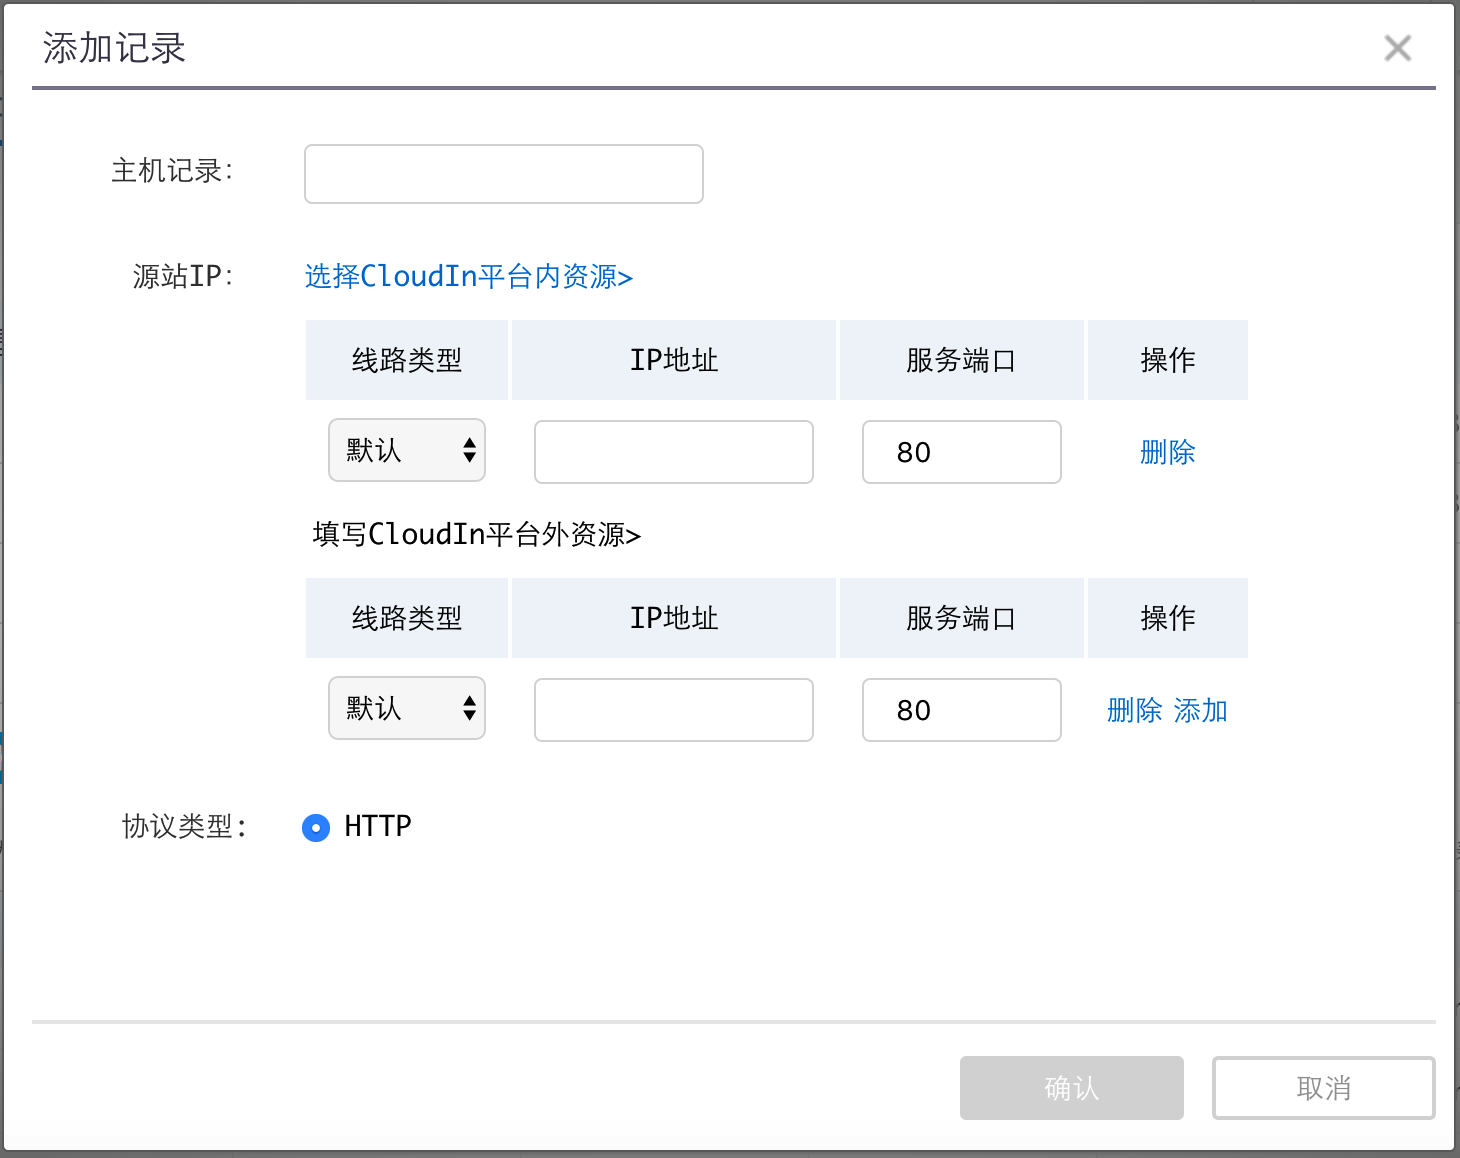 添加记录
主机记录:
源站IP: 选择CloudIn平台内资源>
线路类型 IP地址 服务端口 操作
默认 80 删除
填写CloudIn平台外资源>
线路类型 IP地址 服务端口 操作
默认 80 删除 添加
协议类型: HTTP
确认 取消